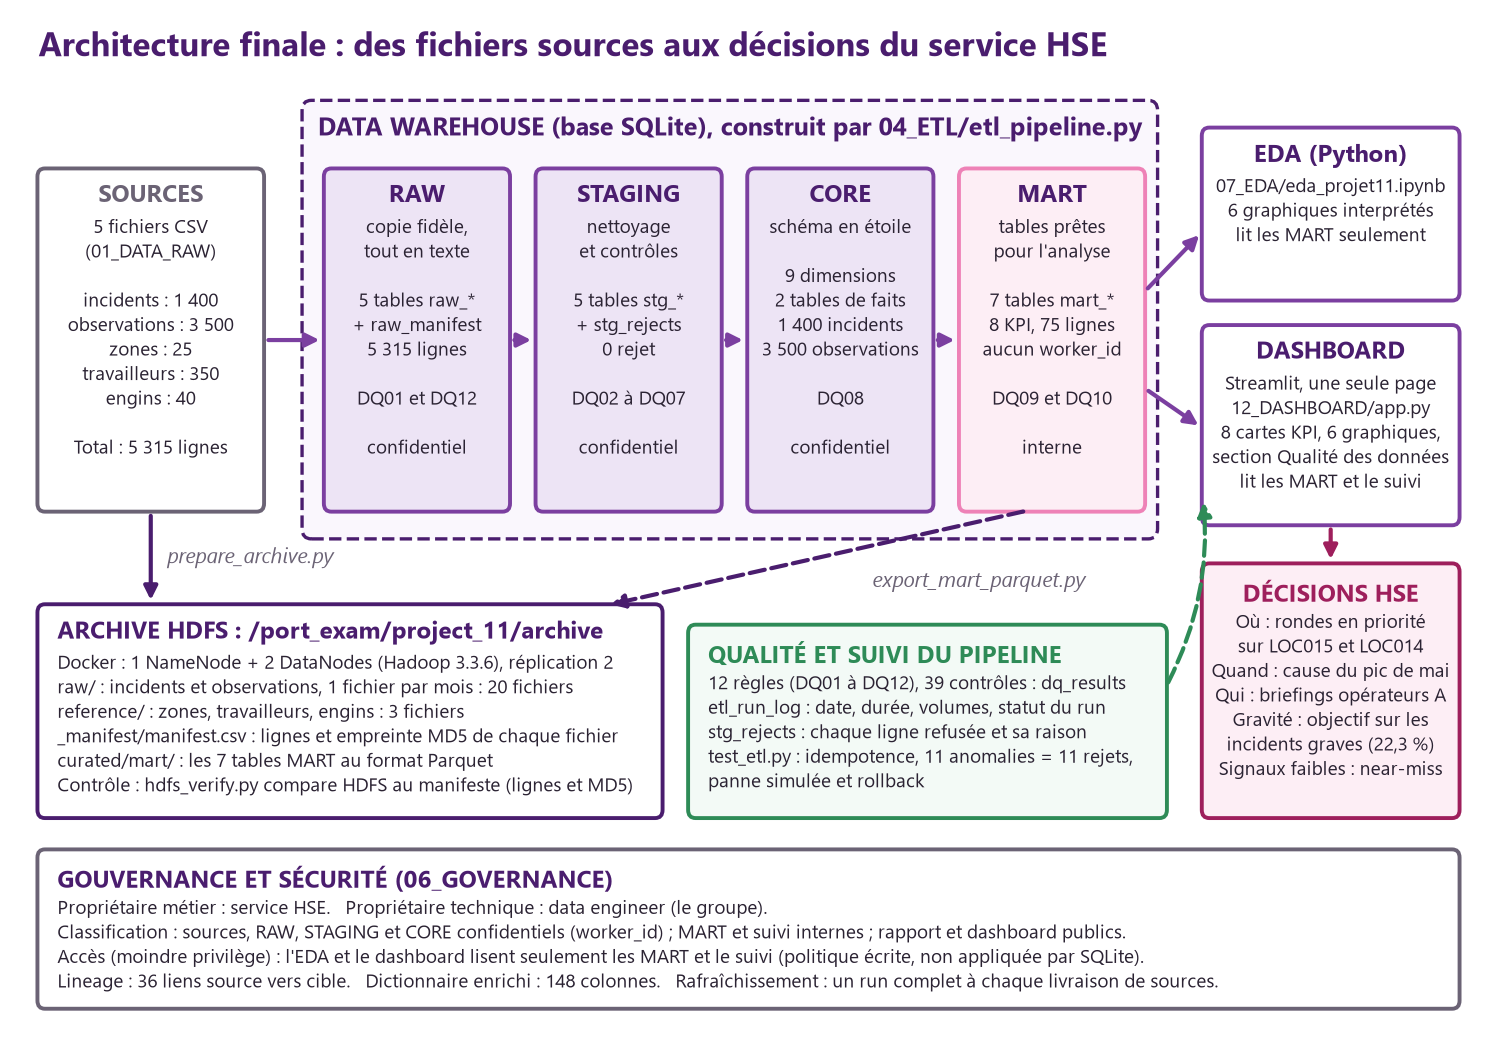 Architecture finale : des fichiers sources aux décisions du service HSE
DATA WAREHOUSE (base SQLite), construit par 04_ETL/etl_pipeline.py
SOURCES
5 fichiers CSV
(01_DATA_RAW)
incidents : 1 400
observations : 3 500
zones : 25
travailleurs : 350
engins : 40
Total : 5 315 lignes
RAW
copie fidèle,
tout en texte
5 tables raw_*
+ raw_manifest
5 315 lignes
DQ01 et DQ12
confidentiel
STAGING
nettoyage
et contrôles
5 tables stg_*
+ stg_rejects
0 rejet
DQ02 à DQ07
confidentiel
CORE
schéma en étoile
9 dimensions
2 tables de faits
1 400 incidents
3 500 observations
DQ08
confidentiel
MART
tables prêtes
pour l'analyse
7 tables mart_*
8 KPI, 75 lignes
aucun worker_id
DQ09 et DQ10
interne
EDA (Python)
07_EDA/eda_projet11.ipynb
6 graphiques interprétés
lit les MART seulement
DASHBOARD
Streamlit, une seule page
12_DASHBOARD/app.py
8 cartes KPI, 6 graphiques,
section Qualité des données
lit les MART et le suivi
prepare_archive.py
export_mart_parquet.py
ARCHIVE HDFS : /port_exam/project_11/archive
Docker : 1 NameNode + 2 DataNodes (Hadoop 3.3.6), réplication 2
raw/ : incidents et observations, 1 fichier par mois : 20 fichiers
reference/ : zones, travailleurs, engins : 3 fichiers
_manifest/manifest.csv : lignes et empreinte MD5 de chaque fichier
curated/mart/ : les 7 tables MART au format Parquet
Contrôle : hdfs_verify.py compare HDFS au manifeste (lignes et MD5)
QUALITÉ ET SUIVI DU PIPELINE
12 règles (DQ01 à DQ12), 39 contrôles : dq_results
etl_run_log : date, durée, volumes, statut du run
stg_rejects : chaque ligne refusée et sa raison
test_etl.py : idempotence, 11 anomalies = 11 rejets,
panne simulée et rollback
DÉCISIONS HSE
Où : rondes en priorité
sur LOC015 et LOC014
Quand : cause du pic de mai
Qui : briefings opérateurs A
Gravité : objectif sur les
incidents graves (22,3 %)
Signaux faibles : near-miss
GOUVERNANCE ET SÉCURITÉ (06_GOVERNANCE)
Propriétaire métier : service HSE. Propriétaire technique : data engineer (le groupe).
Classification : sources, RAW, STAGING et CORE confidentiels (worker_id) ; MART et suivi internes ; rapport et dashboard publics.
Accès (moindre privilège) : l'EDA et le dashboard lisent seulement les MART et le suivi (politique écrite, non appliquée par SQLite).
Lineage : 36 liens source vers cible. Dictionnaire enrichi : 148 colonnes. Rafraîchissement : un run complet à chaque livraison de sources.